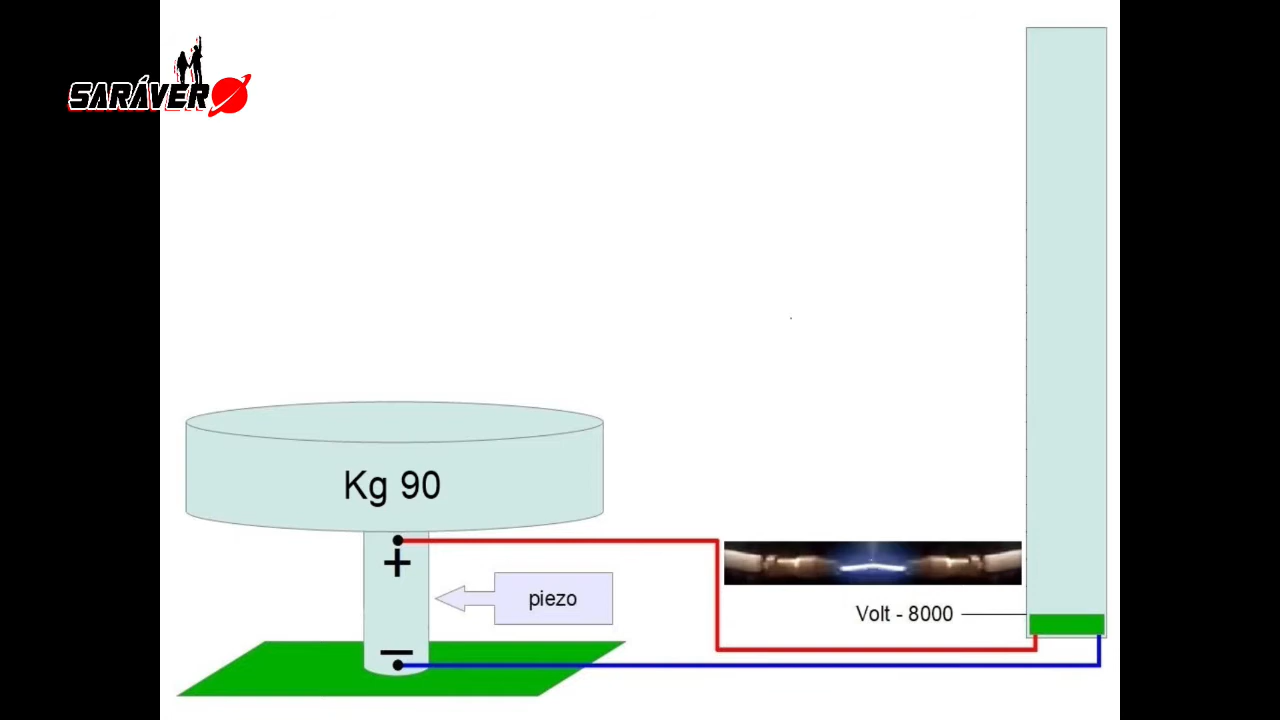 SARÁVER
Kg 90
+
piezo
Volt - 8000
−